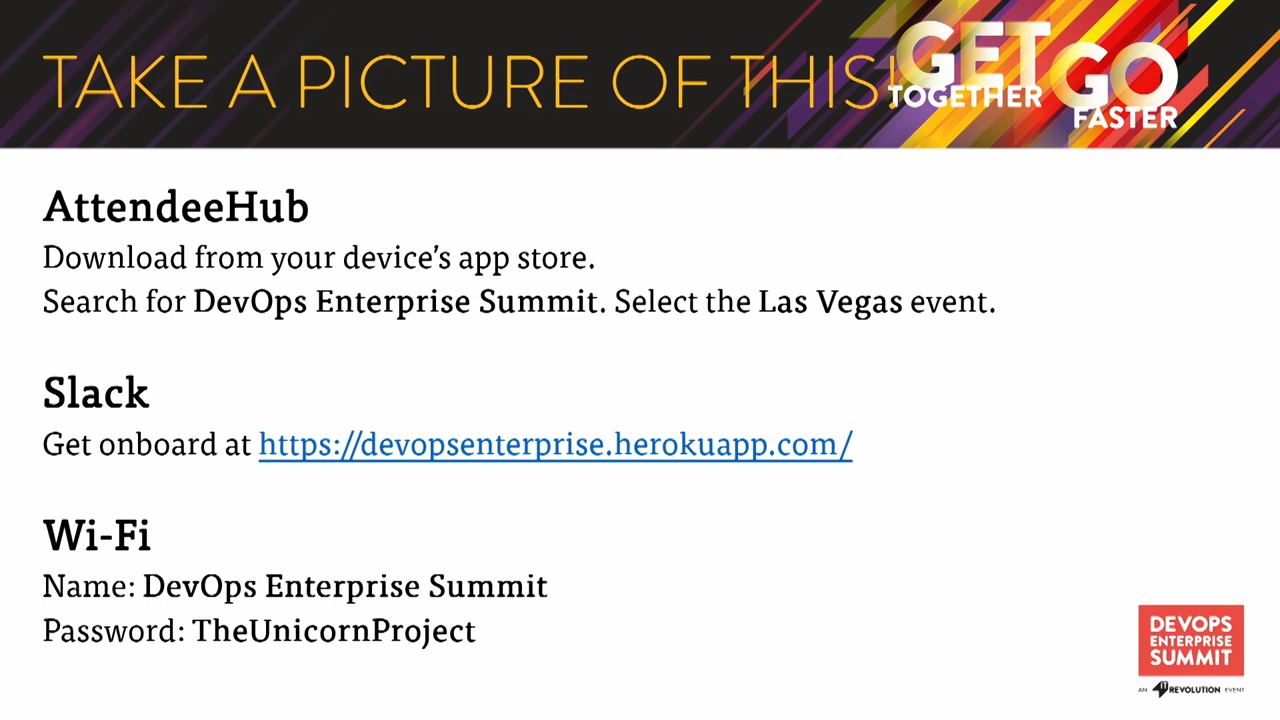 TAKE A PICTURE OF THIS!
GET
TOGETHER
GO
FASTER
AttendeeHub
Download from your device’s app store.
Search for DevOps Enterprise Summit. Select the Las Vegas event.
Slack
Get onboard at https://devopsenterprise.herokuapp.com/
Wi-Fi
Name: DevOps Enterprise Summit
Password: TheUnicornProject
DEVOPS
ENTERPRISE
SUMMIT
AN IT REVOLUTION EVENT